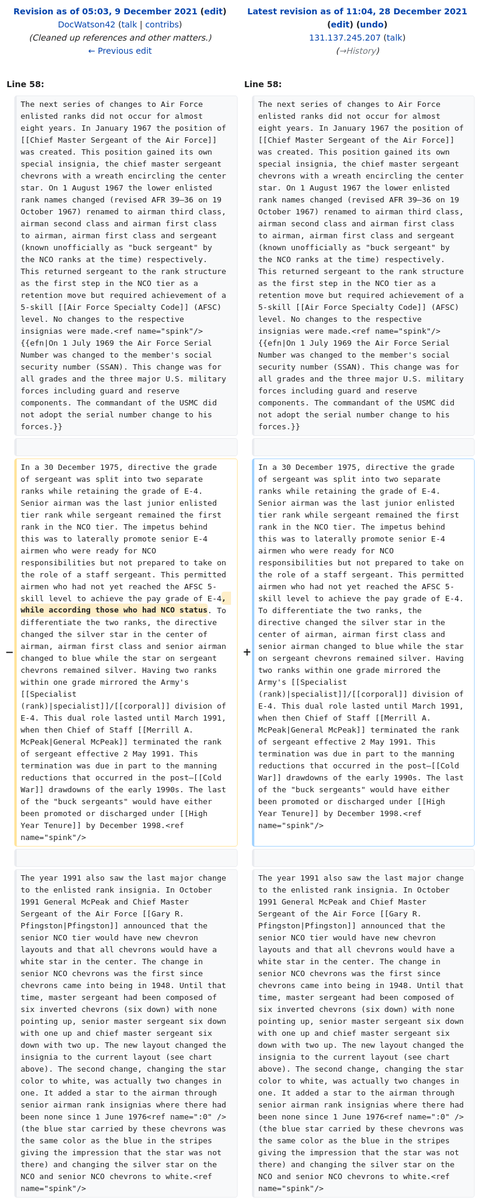 Revision as of 05:03, 9 December 2021 (edit)
DocWatson42 (talk | contribs)
(Cleaned up references and other matters.)
← Previous edit
Latest revision as of 11:04, 28 December 2021
(edit) (undo)
131.137.245.207 (talk)
(→History)
Line 58:
The next series of changes to Air Force
enlisted ranks did not occur for almost
eight years. In January 1967 the position of
[[Chief Master Sergeant of the Air Force]]
was created. This position gained its own
special insignia, the chief master sergeant
chevrons with a wreath encircling the center
star. On 1 August 1967 the lower enlisted
rank names changed (revised AFR 39–36 on 19
October 1967) renamed to airman third class,
airman second class and airman first class
to airman, airman first class and sergeant
(known unofficially as "buck sergeant" by
the NCO ranks at the time) respectively.
This returned sergeant to the rank structure
as the first step in the NCO tier as a
retention move but required achievement of a
5-skill [[Air Force Specialty Code]] (AFSC)
level. No changes to the respective
insignias were made.<ref name="spink"/>
{{efn|On 1 July 1969 the Air Force Serial
Number was changed to the member's social
security number (SSAN). This change was for
all grades and the three major U.S. military
forces including guard and reserve
components. The commandant of the USMC did
not adopt the serial number change to his
forces.}}
− In a 30 December 1975, directive the grade
of sergeant was split into two separate
ranks while retaining the grade of E-4.
Senior airman was the last junior enlisted
tier rank while sergeant remained the first
rank in the NCO tier. The impetus behind
this was to laterally promote senior E-4
airmen who were ready for NCO
responsibilities but not prepared to take on
the role of a staff sergeant. This permitted
airmen who had not yet reached the AFSC 5-
skill level to achieve the pay grade of E-4,
while according those who had NCO status. To
differentiate the two ranks, the directive
changed the silver star in the center of
airman, airman first class and senior airman
changed to blue while the star on sergeant
chevrons remained silver. Having two ranks
within one grade mirrored the Army's
[[Specialist
(rank)|specialist]]/[[corporal]] division of
E-4. This dual role lasted until March 1991,
when then Chief of Staff [[Merrill A.
McPeak|General McPeak]] terminated the rank
of sergeant effective 2 May 1991. This
termination was due in part to the manning
reductions that occurred in the post–[[Cold
War]] drawdowns of the early 1990s. The last
of the "buck sergeants" would have either
been promoted or discharged under [[High
Year Tenure]] by December 1998.<ref
name="spink"/>
The year 1991 also saw the last major change
to the enlisted rank insignia. In October
1991 General McPeak and Chief Master
Sergeant of the Air Force [[Gary R.
Pfingston|Pfingston]] announced that the
senior NCO tier would have new chevron
layouts and that all chevrons would have a
white star in the center. The change in
senior NCO chevrons was the first since
chevrons came into being in 1948. Until that
time, master sergeant had been composed of
six inverted chevrons (six down) with none
pointing up, senior master sergeant six down
with one up and chief master sergeant six
down with two up. The new layout changed the
insignia to the current layout (see chart
above). The second change, changing the star
color to white, was actually two changes in
one. It added a star to the airman through
senior airman rank insignias where there had
been none since 1 June 1976<ref name=":0" />
(the blue star carried by these chevrons was
the same color as the blue in the stripes
giving the impression that the star was not
there) and changing the silver star on the
NCO and senior NCO chevrons to white.<ref
name="spink"/>
Line 58:
The next series of changes to Air Force
enlisted ranks did not occur for almost
eight years. In January 1967 the position of
[[Chief Master Sergeant of the Air Force]]
was created. This position gained its own
special insignia, the chief master sergeant
chevrons with a wreath encircling the center
star. On 1 August 1967 the lower enlisted
rank names changed (revised AFR 39–36 on 19
October 1967) renamed to airman third class,
airman second class and airman first class
to airman, airman first class and sergeant
(known unofficially as "buck sergeant" by
the NCO ranks at the time) respectively.
This returned sergeant to the rank structure
as the first step in the NCO tier as a
retention move but required achievement of a
5-skill [[Air Force Specialty Code]] (AFSC)
level. No changes to the respective
insignias were made.<ref name="spink"/>
{{efn|On 1 July 1969 the Air Force Serial
Number was changed to the member's social
security number (SSAN). This change was for
all grades and the three major U.S. military
forces including guard and reserve
components. The commandant of the USMC did
not adopt the serial number change to his
forces.}}
+ In a 30 December 1975, directive the grade
of sergeant was split into two separate
ranks while retaining the grade of E-4.
Senior airman was the last junior enlisted
tier rank while sergeant remained the first
rank in the NCO tier. The impetus behind
this was to laterally promote senior E-4
airmen who were ready for NCO
responsibilities but not prepared to take on
the role of a staff sergeant. This permitted
airmen who had not yet reached the AFSC 5-
skill level to achieve the pay grade of E-4.
To differentiate the two ranks, the
directive changed the silver star in the
center of airman, airman first class and
senior airman changed to blue while the star
on sergeant chevrons remained silver. Having
two ranks within one grade mirrored the
Army's [[Specialist
(rank)|specialist]]/[[corporal]] division of
E-4. This dual role lasted until March 1991,
when then Chief of Staff [[Merrill A.
McPeak|General McPeak]] terminated the rank
of sergeant effective 2 May 1991. This
termination was due in part to the manning
reductions that occurred in the post–[[Cold
War]] drawdowns of the early 1990s. The last
of the "buck sergeants" would have either
been promoted or discharged under [[High
Year Tenure]] by December 1998.<ref
name="spink"/>
The year 1991 also saw the last major change
to the enlisted rank insignia. In October
1991 General McPeak and Chief Master
Sergeant of the Air Force [[Gary R.
Pfingston|Pfingston]] announced that the
senior NCO tier would have new chevron
layouts and that all chevrons would have a
white star in the center. The change in
senior NCO chevrons was the first since
chevrons came into being in 1948. Until that
time, master sergeant had been composed of
six inverted chevrons (six down) with none
pointing up, senior master sergeant six down
with one up and chief master sergeant six
down with two up. The new layout changed the
insignia to the current layout (see chart
above). The second change, changing the star
color to white, was actually two changes in
one. It added a star to the airman through
senior airman rank insignias where there had
been none since 1 June 1976<ref name=":0" />
(the blue star carried by these chevrons was
the same color as the blue in the stripes
giving the impression that the star was not
there) and changing the silver star on the
NCO and senior NCO chevrons to white.<ref
name="spink"/>